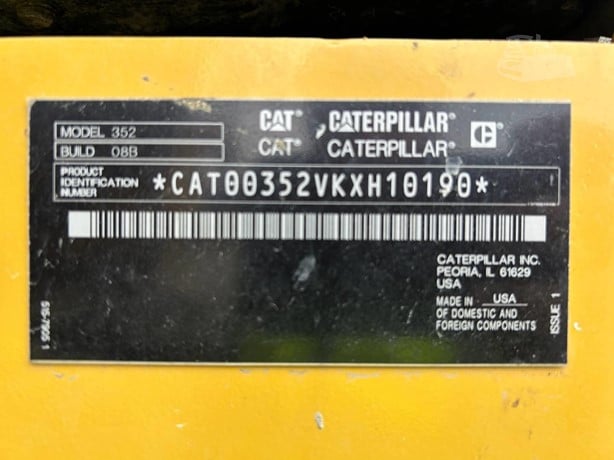 MODEL 352
BUILD 08B
CAT® CATERPILLAR® C
CAT® CATERPILLAR®
PRODUCT
IDENTIFICATION
NUMBER
*CAT00352VKXH10190*
CATERPILLAR INC.
PEORIA, IL 61629
USA
MADE IN USA
OF DOMESTIC AND
FOREIGN COMPONENTS
ISSUE 1